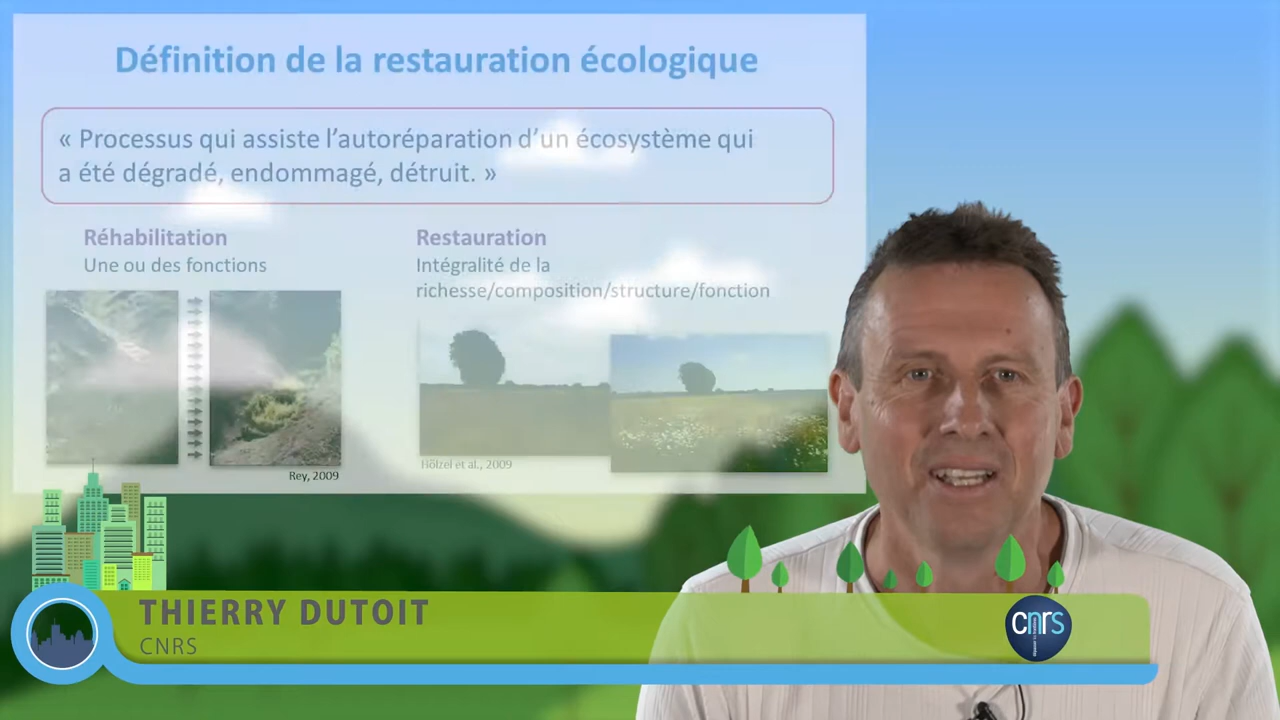 Définition de la restauration écologique
« Processus qui assiste l'autoréparation d'un écosystème qui
a été dégradé, endommagé, détruit. »
Réhabilitation
Une ou des fonctions
Restauration
Intégralité de la
richesse/composition/structure/fonction
Rey, 2009
Hölzel et al., 2009
THIERRY DUTOIT
CNRS
cnrs